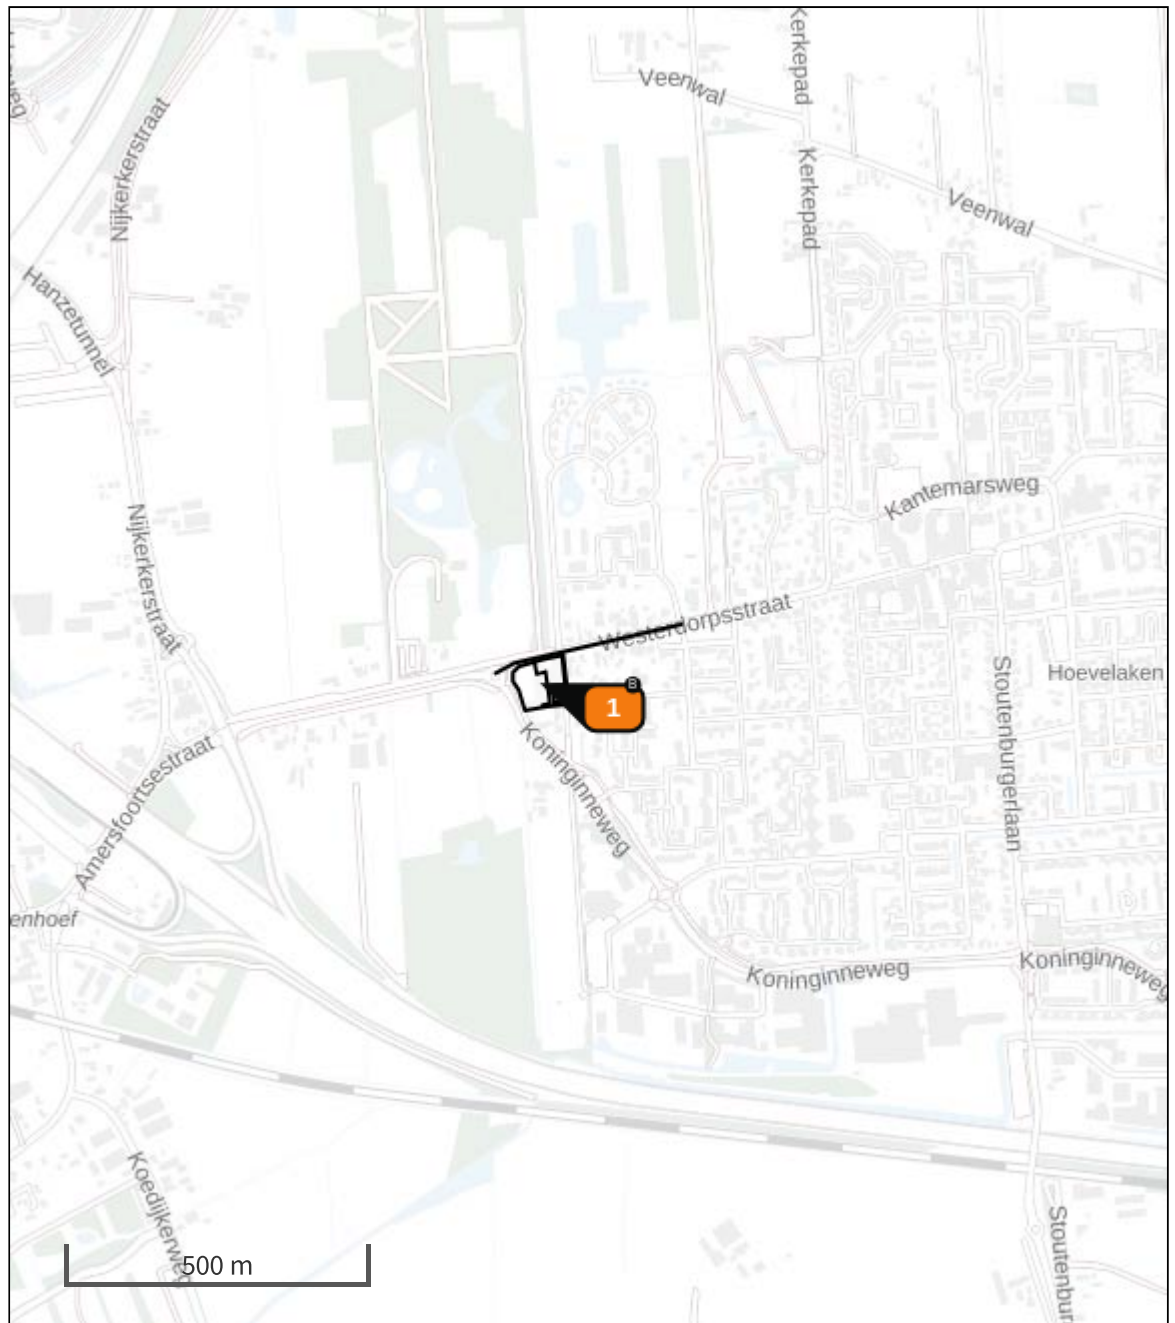 Kerkepad
Veenwal
Nijkerkerstraat
Kerkepad
Veenwal
Hanzetunnel
Kantemarsweg
Nijkerkerstraat
Westerdorpsstraat
Hoevelaken
1
Stoutenburgerlaan
Koninginneweg
Amersfoortsestraat
enhoef
Koninginneweg
Koninginneweg
Koedijkerweg
Stoutenbur
500 m